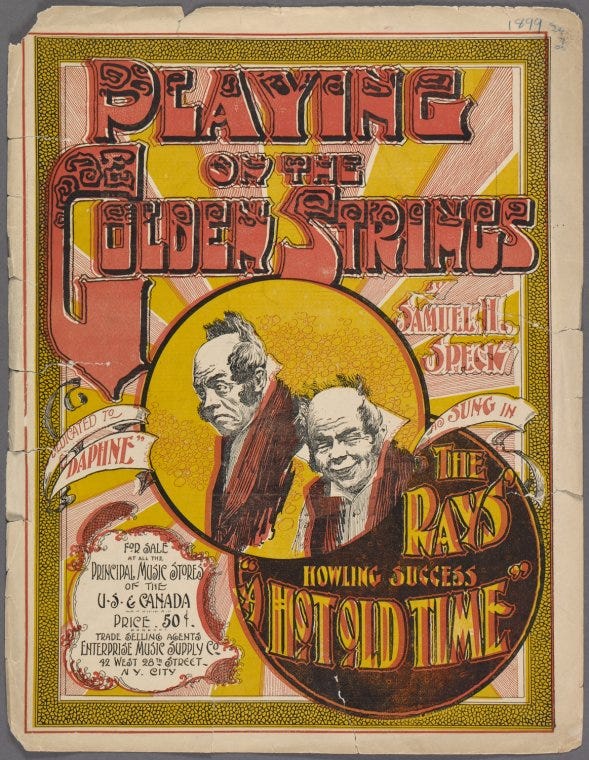 1899
PLAYING
ON THE
GOLDEN STRINGS
BY
SAMUEL H.
SPECK
DEDICATED TO
"DAPHNE"
SUNG IN
THE
RAYS'
HOWLING SUCCESS
"A HOT OLD TIME"
FOR SALE
AT ALL THE
PRINCIPAL MUSIC STORES
OF THE
U.S. & CANADA
PRICE . 50¢.
TRADE SELLING AGENTS
ENTERPRISE MUSIC SUPPLY CO
42 WEST 28TH STREET.
N.Y. CITY